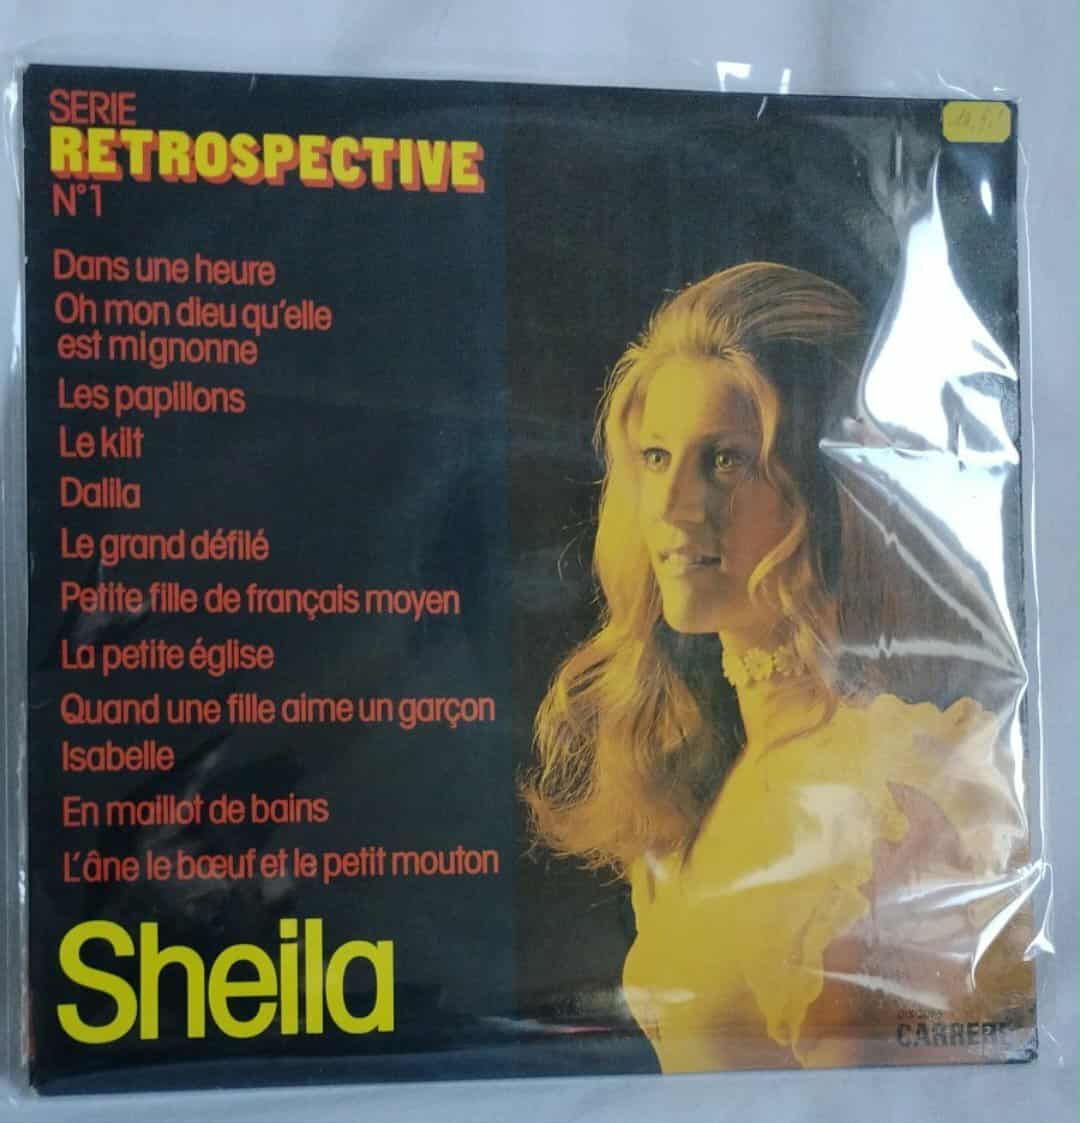 SERIE
RETROSPECTIVE
N°1
Dans une heure
Oh mon dieu qu'elle
est mignonne
Les papillons
Le kilt
Dalila
Le grand défilé
Petite fille de français moyen
La petite église
Quand une fille aime un garçon
Isabelle
En maillot de bains
L'âne le bœuf et le petit mouton
Sheila
CARRERE